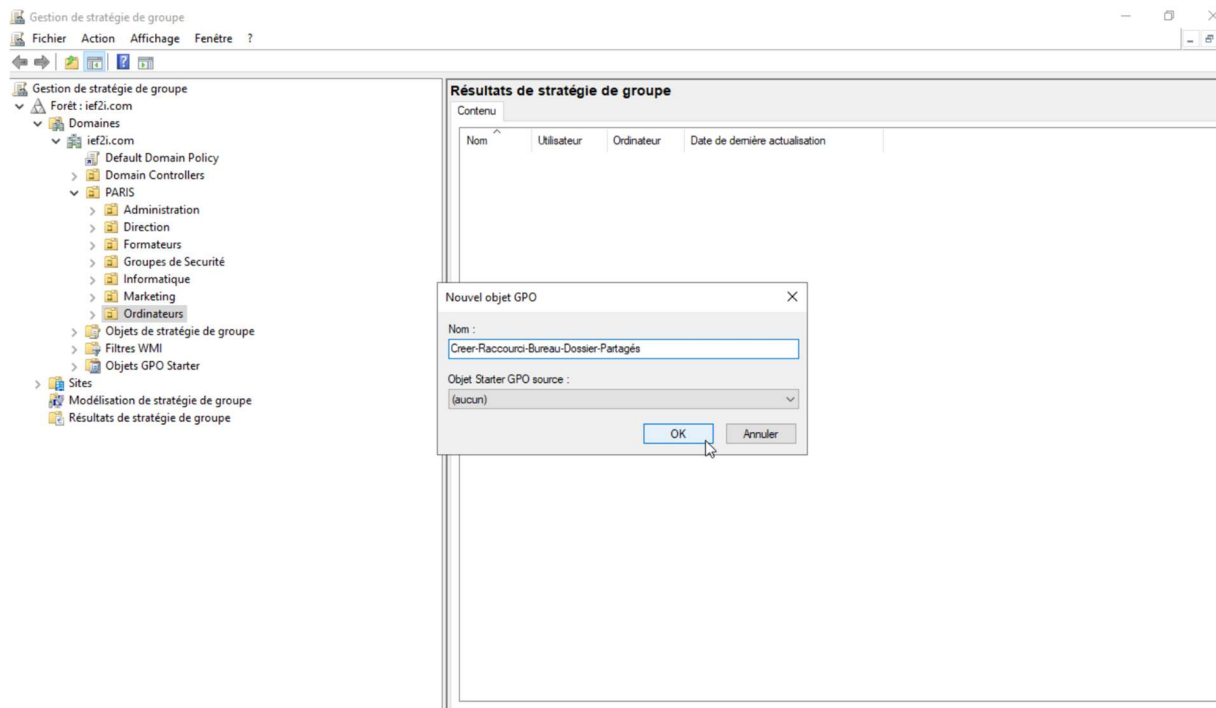 Gestion de stratégie de groupe
Fichier Action Affichage Fenêtre ?
Gestion de stratégie de groupe
Forêt : ief2i.com
Domaines
ief2i.com
Default Domain Policy
Domain Controllers
PARIS
Administration
Direction
Formateurs
Groupes de Securité
Informatique
Marketing
Ordinateurs
Objets de stratégie de groupe
Filtres WMI
Objets GPO Starter
Sites
Modélisation de stratégie de groupe
Résultats de stratégie de groupe
Résultats de stratégie de groupe
Contenu
Nom Utilisateur Ordinateur Date de dernière actualisation
Nouvel objet GPO
Nom :
Creer-Raccourci-Bureau-Dossier-Partagés
Objet Starter GPO source :
(aucun)
OK Annuler